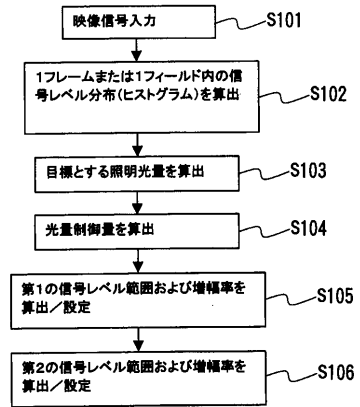 映像信号入力
S101
1フレームまたは1フィールド内の信
号レベル分布(ヒストグラム)を算出
S102
目標とする照明光量を算出
S103
光量制御量を算出
S104
第1の信号レベル範囲および増幅率を
算出／設定
S105
第2の信号レベル範囲および増幅率を
算出／設定
S106